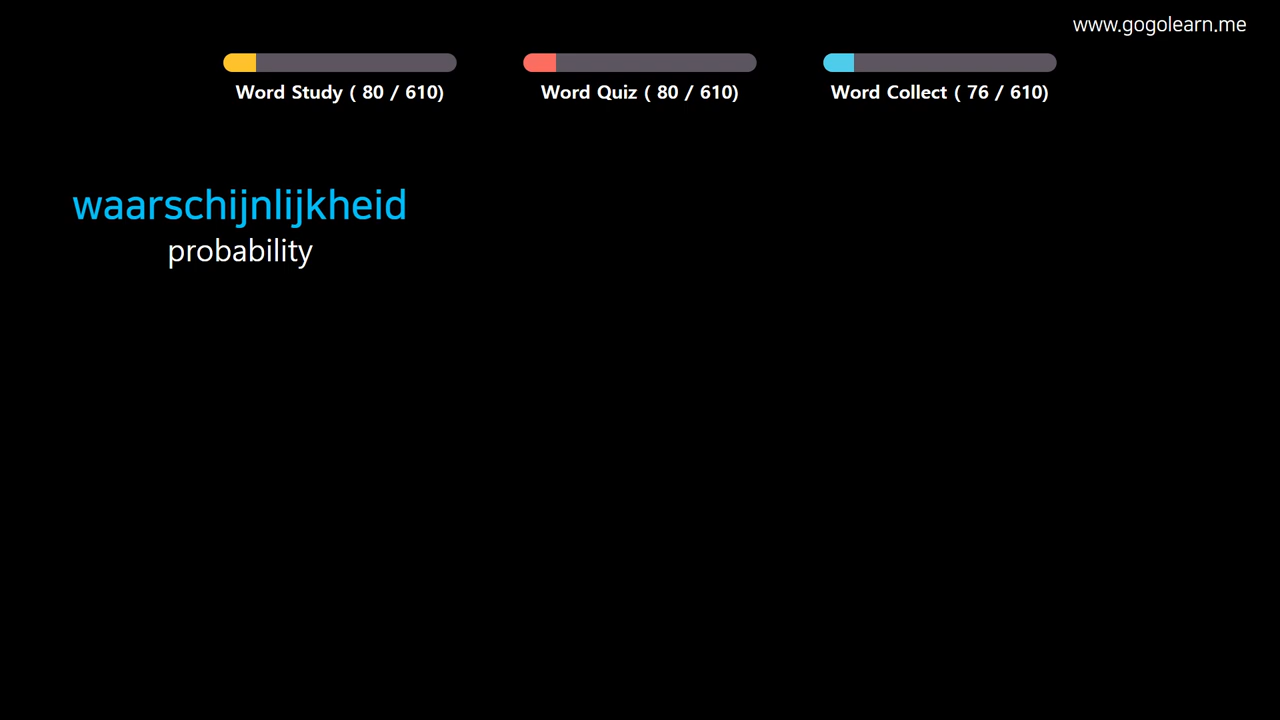 www.gogolearn.me
Word Study ( 80 / 610)
Word Quiz ( 80 / 610)
Word Collect ( 76 / 610)
waarschijnlijkheid
probability